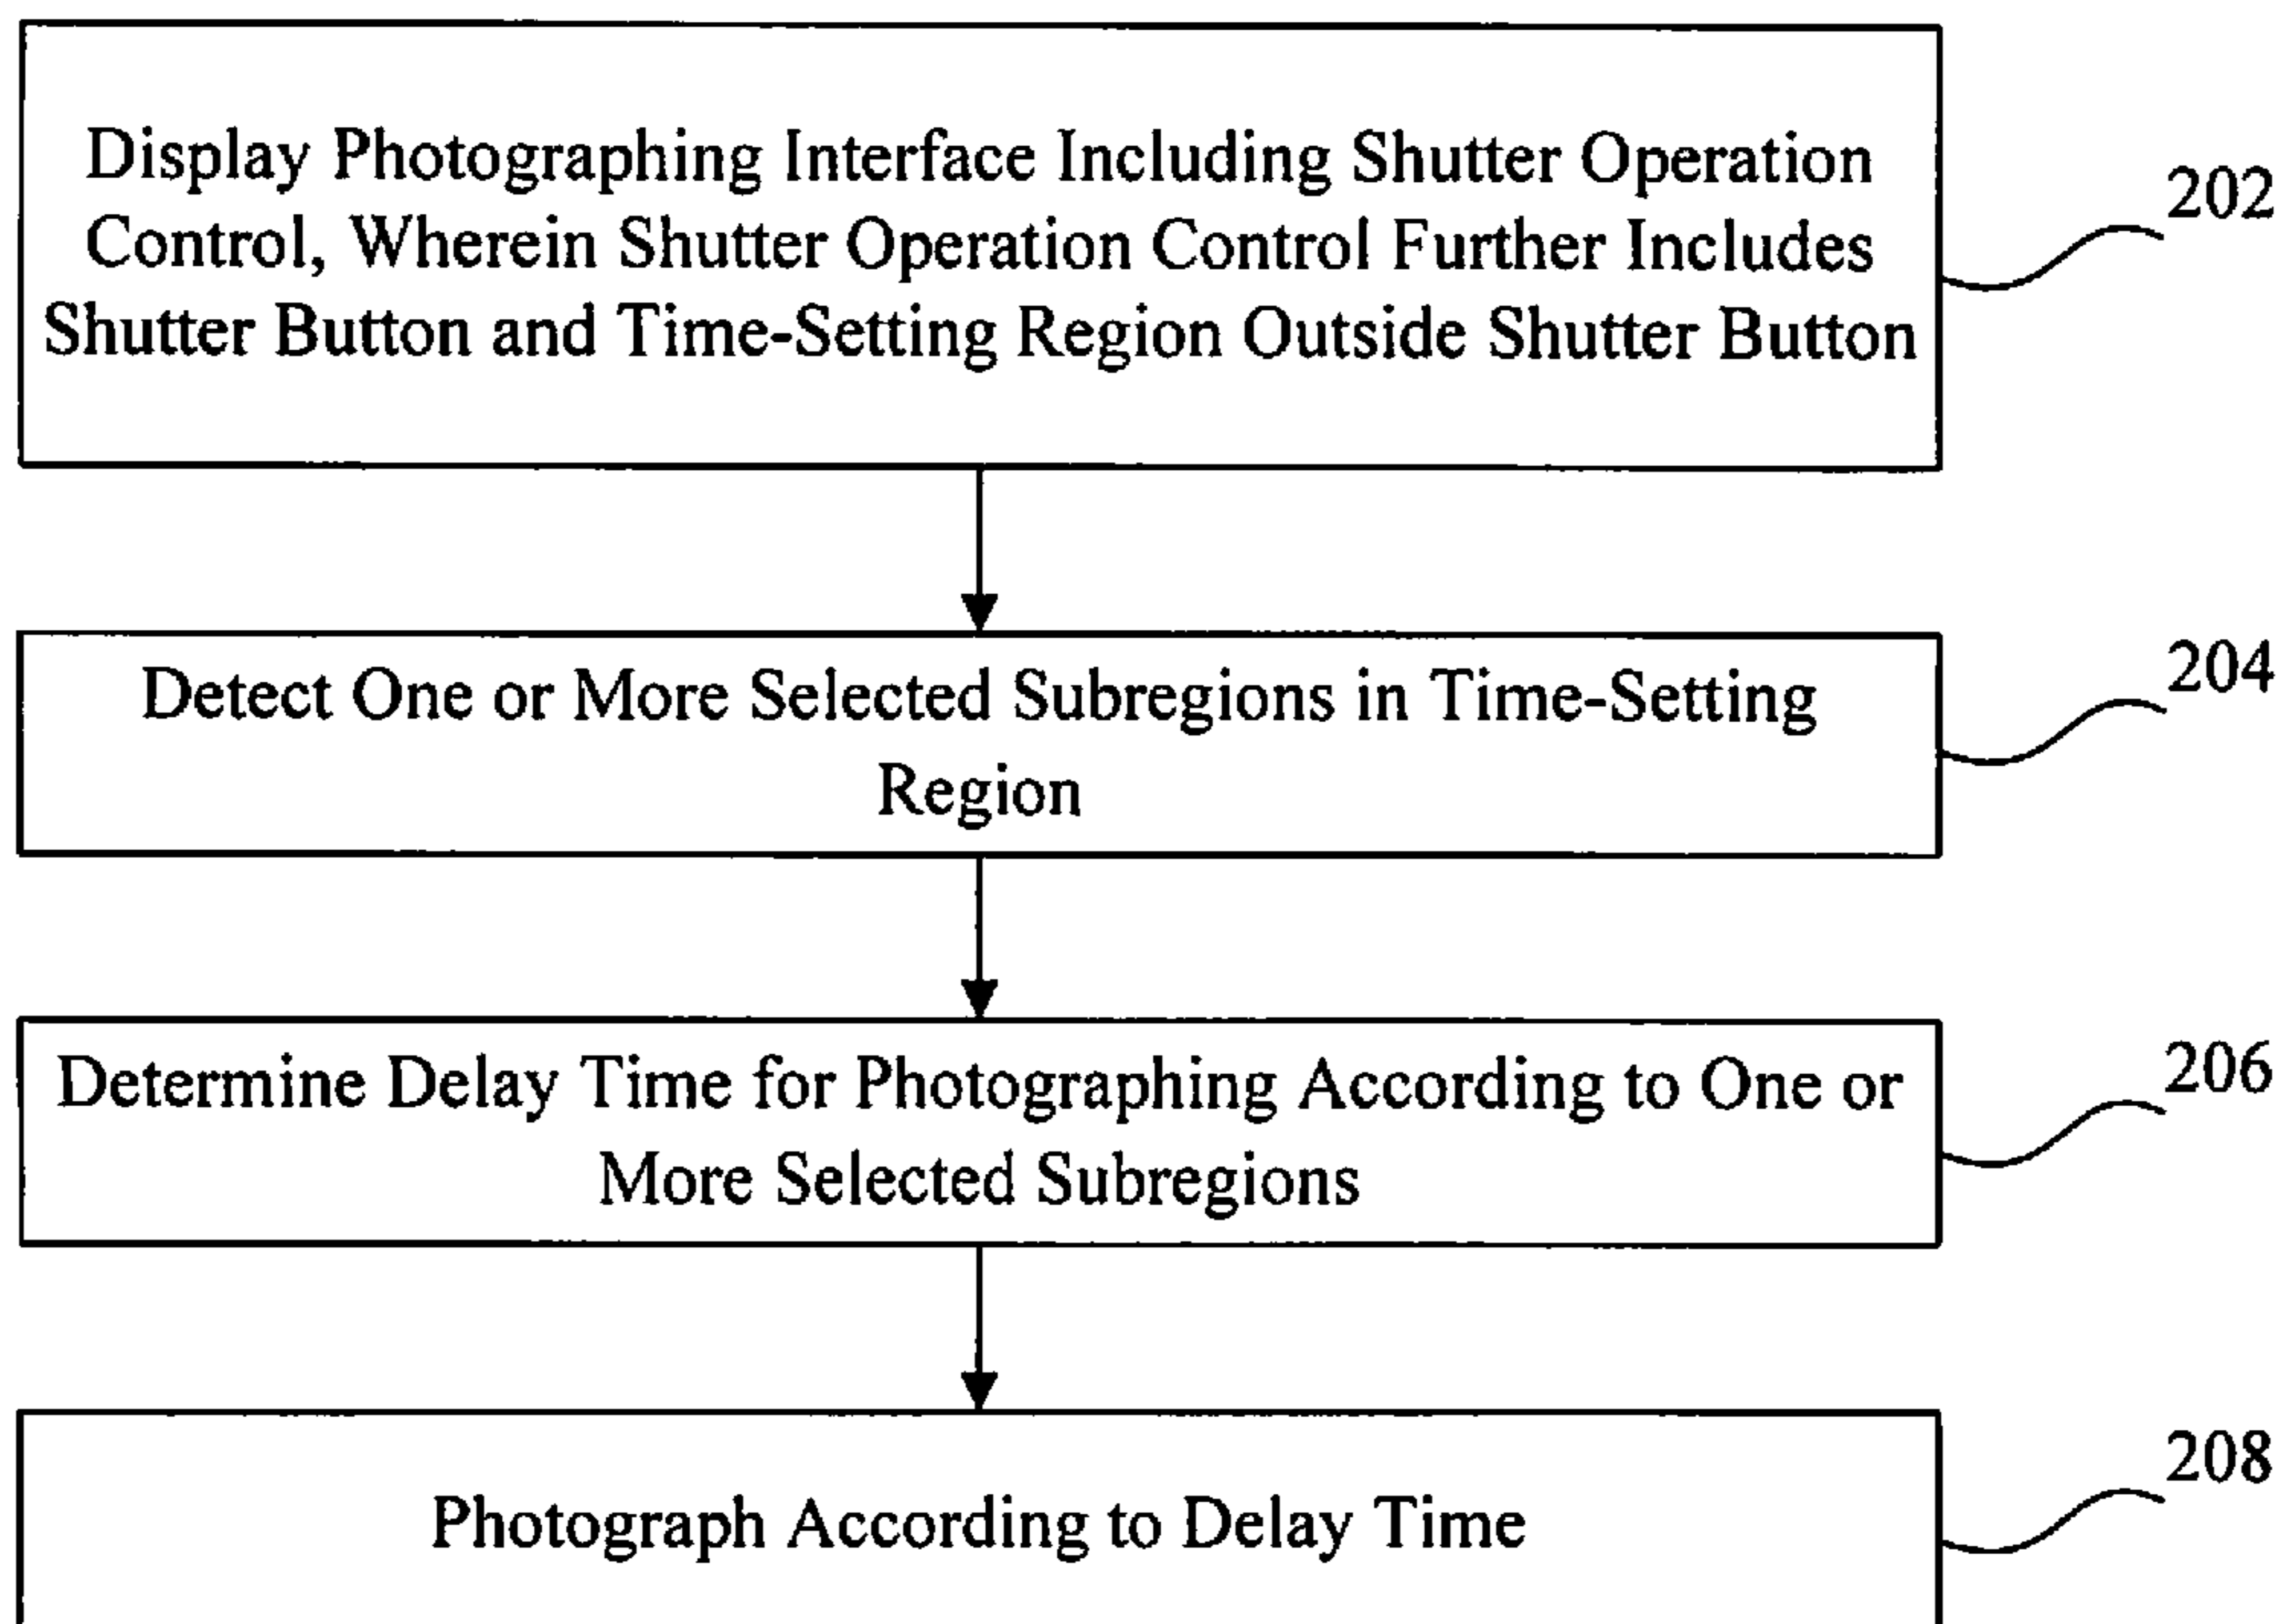 Display Photographing Interface Including Shutter Operation
Control, Wherein Shutter Operation Control Further Includes
Shutter Button and Time-Setting Region Outside Shutter Button
202
Detect One or More Selected Subregions in Time-Setting
Region
204
Determine Delay Time for Photographing According to One or
More Selected Subregions
206
Photograph According to Delay Time
208